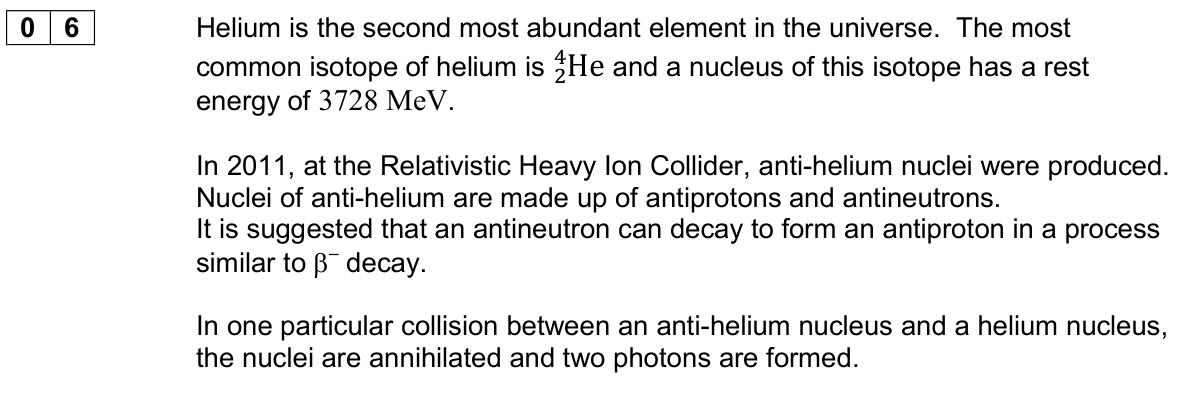 0 6
Helium is the second most abundant element in the universe.  The most
common isotope of helium is ⁴₂He and a nucleus of this isotope has a rest
energy of 3728 MeV.
In 2011, at the Relativistic Heavy Ion Collider, anti-helium nuclei were produced.
Nuclei of anti-helium are made up of antiprotons and antineutrons.
It is suggested that an antineutron can decay to form an antiproton in a process
similar to β⁻ decay.
In one particular collision between an anti-helium nucleus and a helium nucleus,
the nuclei are annihilated and two photons are formed.